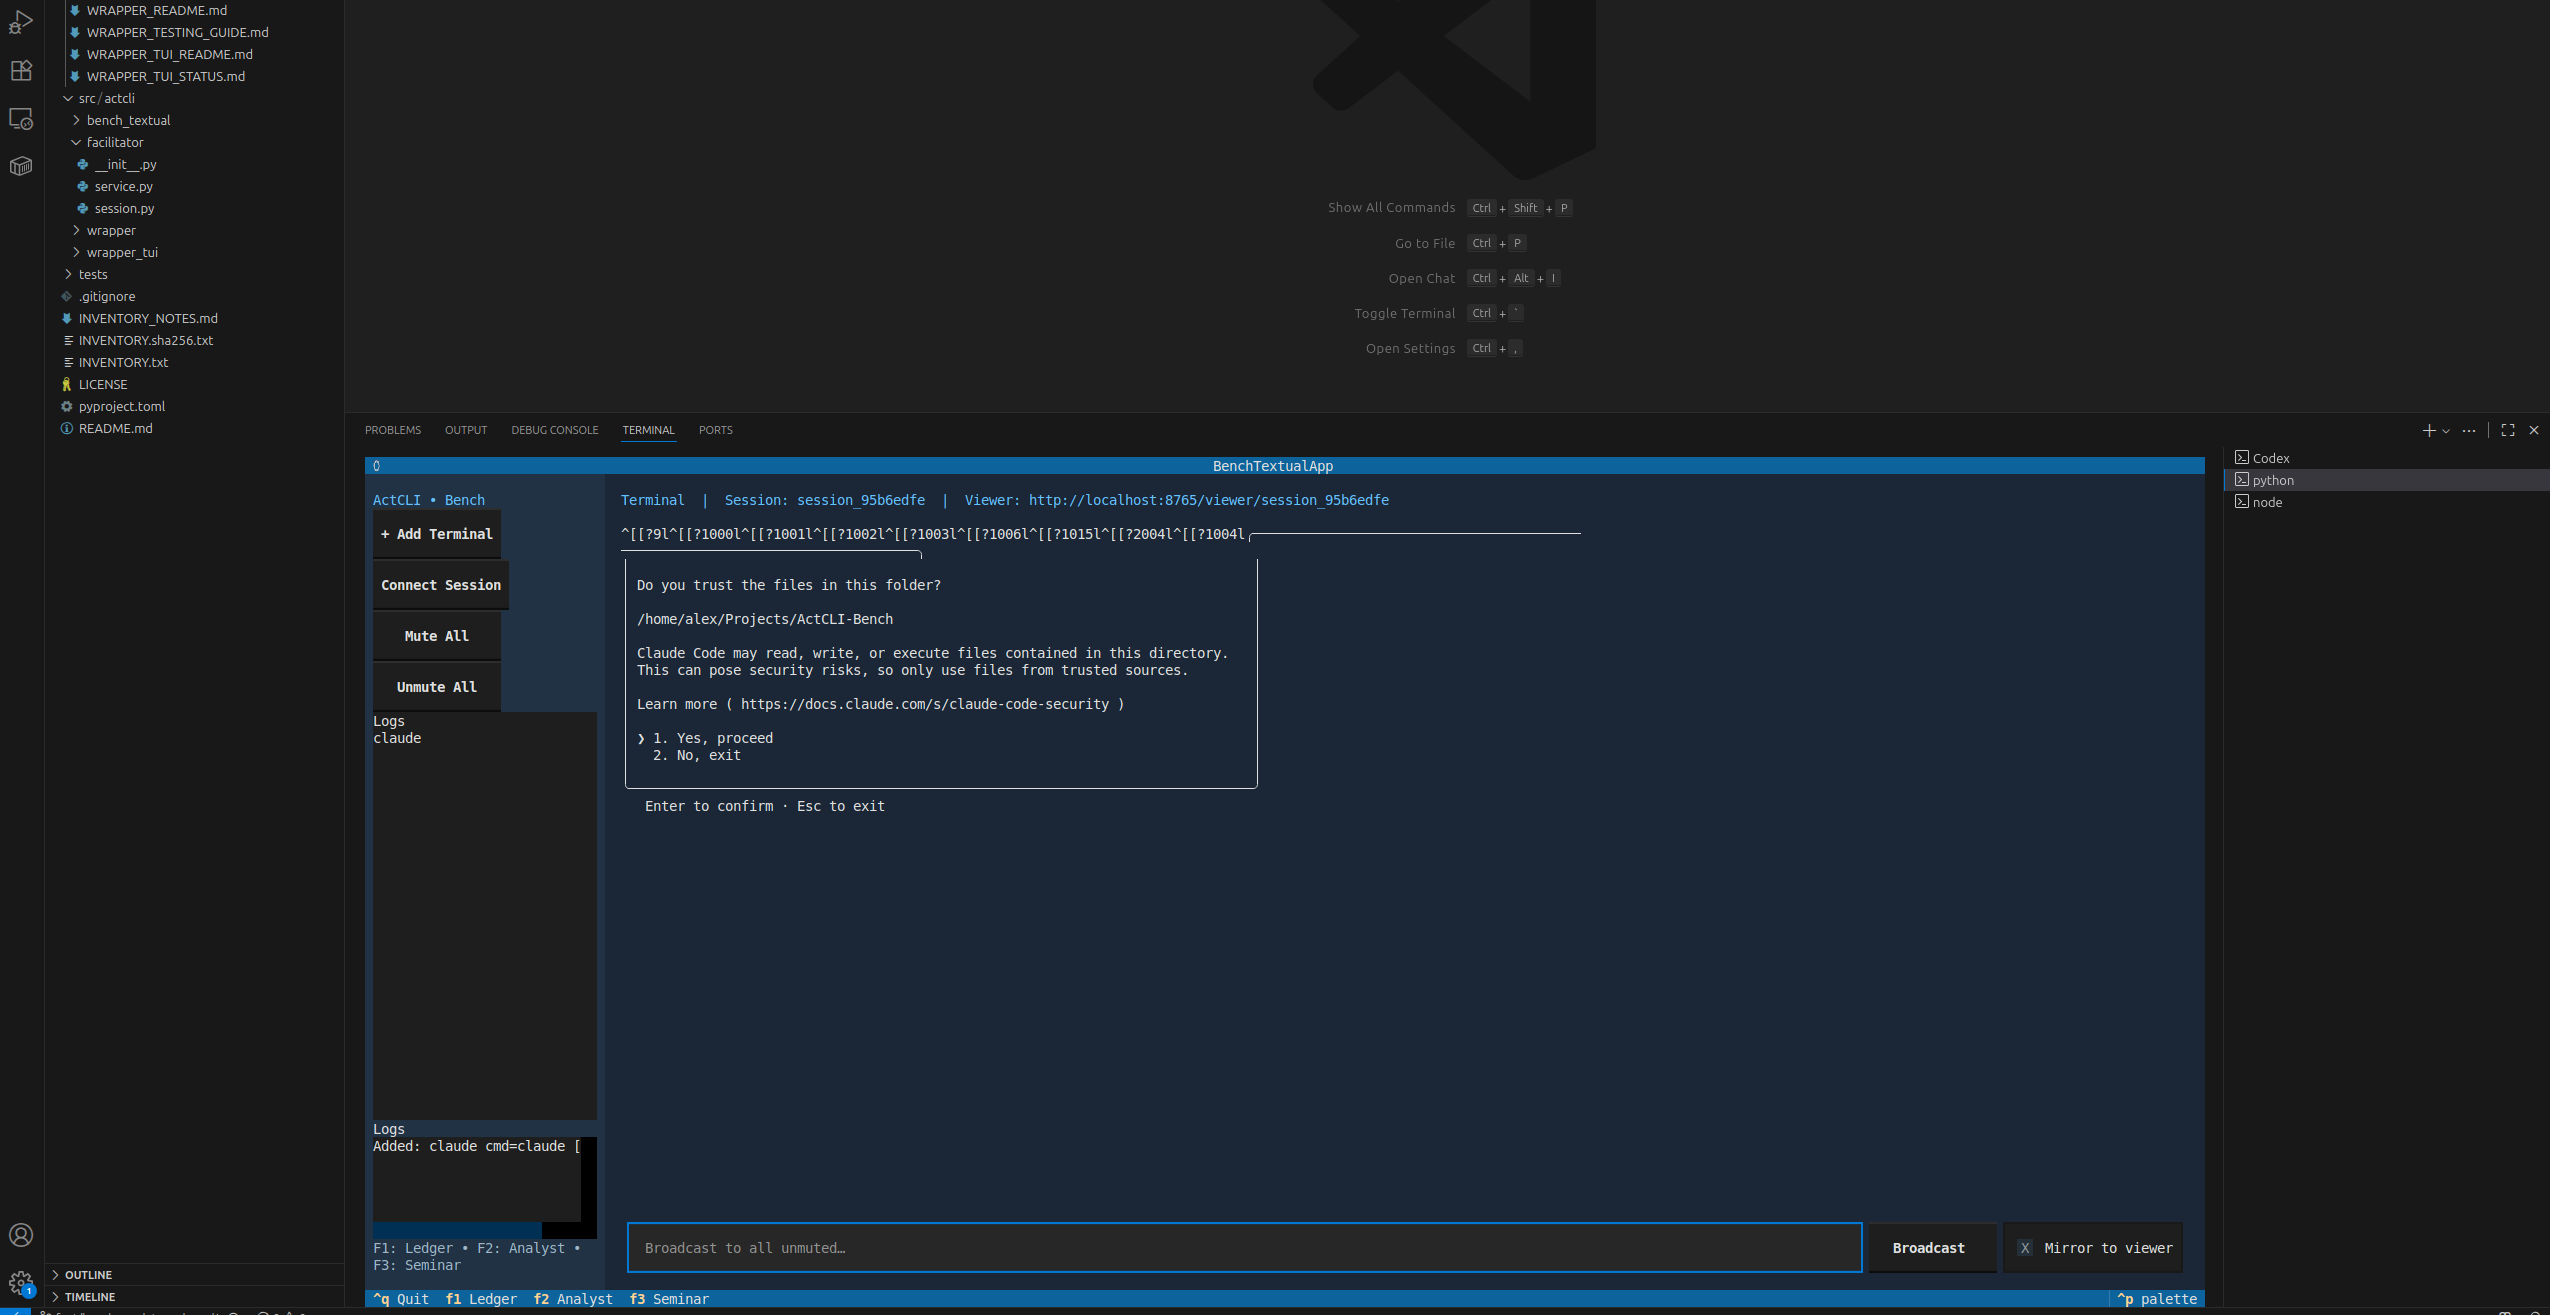 WRAPPER_README.md
WRAPPER_TESTING_GUIDE.md
WRAPPER_TUI_README.md
WRAPPER_TUI_STATUS.md
src/actcli
bench_textual
facilitator
__init__.py
service.py
session.py
wrapper
wrapper_tui
tests
.gitignore
INVENTORY_NOTES.md
INVENTORY.sha256.txt
INVENTORY.txt
LICENSE
pyproject.toml
README.md
OUTLINE
TIMELINE
1
Show All Commands Ctrl + Shift + P
Go to File Ctrl + P
Open Chat Ctrl + Alt + I
Toggle Terminal Ctrl + `
Open Settings Ctrl + ,
PROBLEMS OUTPUT DEBUG CONSOLE TERMINAL PORTS
BenchTextualApp
ActCLI • Bench
+ Add Terminal
Connect Session
Mute All
Unmute All
Logs
claude
Logs
Added: claude cmd=claude [
F1: Ledger • F2: Analyst •
F3: Seminar
Terminal | Session: session_95b6edfe | Viewer: http://localhost:8765/viewer/session_95b6edfe
^[[?9l^[[?1000l^[[?1001l^[[?1002l^[[?1003l^[[?1006l^[[?1015l^[[?2004l^[[?1004l
Do you trust the files in this folder?
/home/alex/Projects/ActCLI-Bench
Claude Code may read, write, or execute files contained in this directory.
This can pose security risks, so only use files from trusted sources.
Learn more ( https://docs.claude.com/s/claude-code-security )
❯ 1. Yes, proceed
2. No, exit
Enter to confirm · Esc to exit
Broadcast to all unmuted…
Broadcast
X Mirror to viewer
^q Quit f1 Ledger f2 Analyst f3 Seminar
^p palette
Codex
python
node